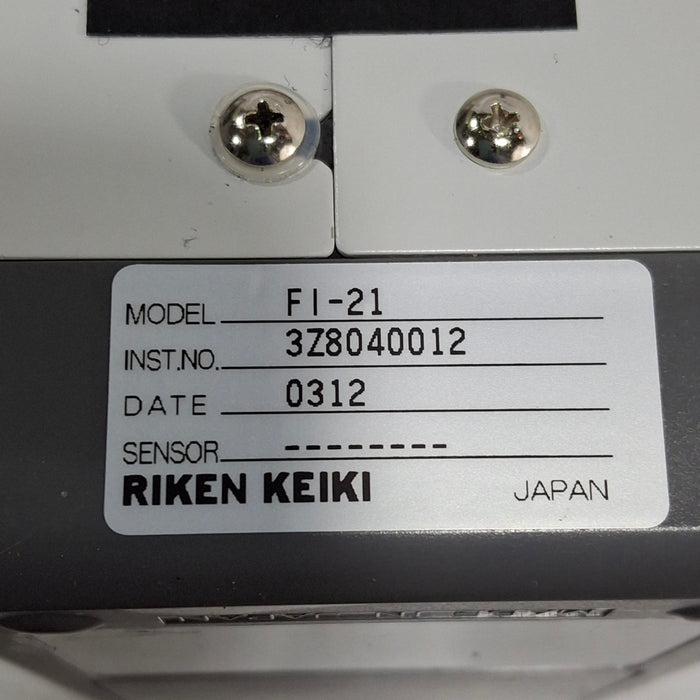 MODEL FI-21
INST.NO. 3Z8040012
DATE 0312
SENSOR --------
RIKEN KEIKI JAPAN